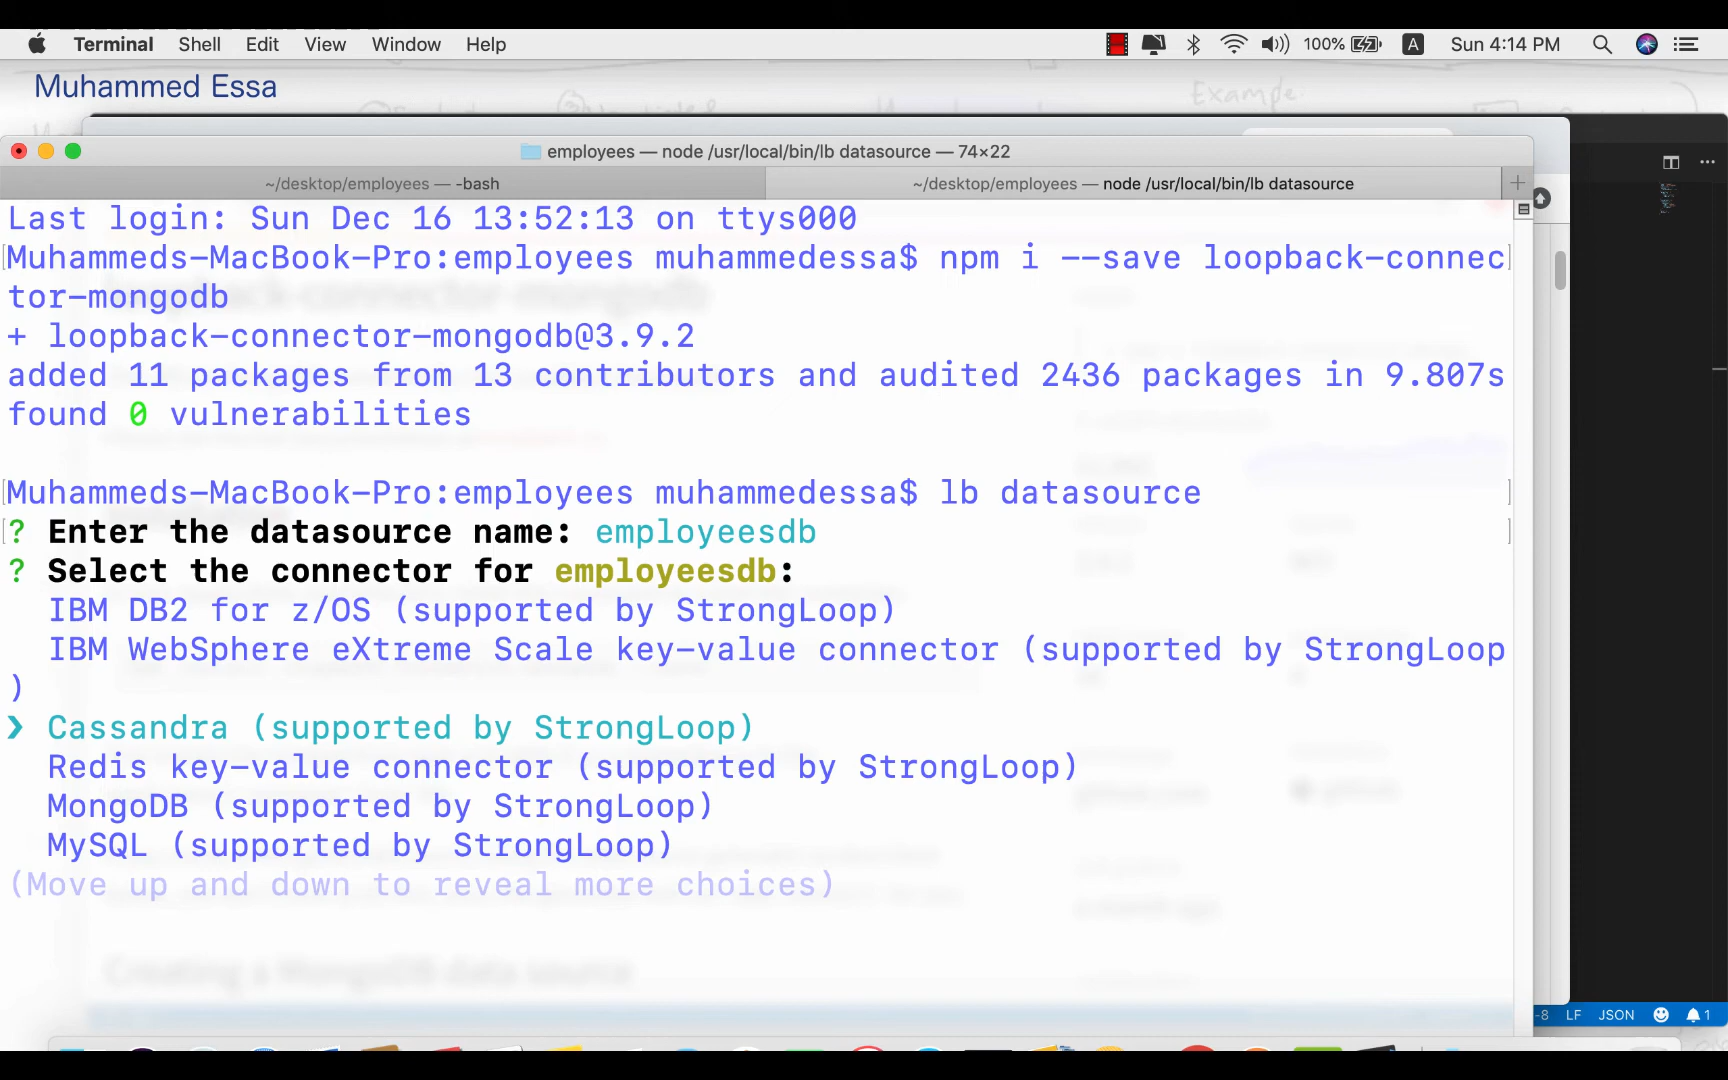 Terminal Shell Edit View Window Help 100% A Sun 4:14 PM
Muhammed Essa
Example:
employees — node /usr/local/bin/lb datasource — 74×22
~/desktop/employees — -bash
~/desktop/employees — node /usr/local/bin/lb datasource
Last login: Sun Dec 16 13:52:13 on ttys000
Muhammeds-MacBook-Pro:employees muhammedessa$ npm i --save loopback-connec
tor-mongodb
+ loopback-connector-mongodb@3.9.2
added 11 packages from 13 contributors and audited 2436 packages in 9.807s
found 0 vulnerabilities
Muhammeds-MacBook-Pro:employees muhammedessa$ lb datasource
? Enter the datasource name: employeesdb
? Select the connector for employeesdb:
IBM DB2 for z/OS (supported by StrongLoop)
IBM WebSphere eXtreme Scale key-value connector (supported by StrongLoop
)
❯ Cassandra (supported by StrongLoop)
Redis key-value connector (supported by StrongLoop)
MongoDB (supported by StrongLoop)
MySQL (supported by StrongLoop)
(Move up and down to reveal more choices)
Creating a MongoDB data source
-8 LF JSON 1